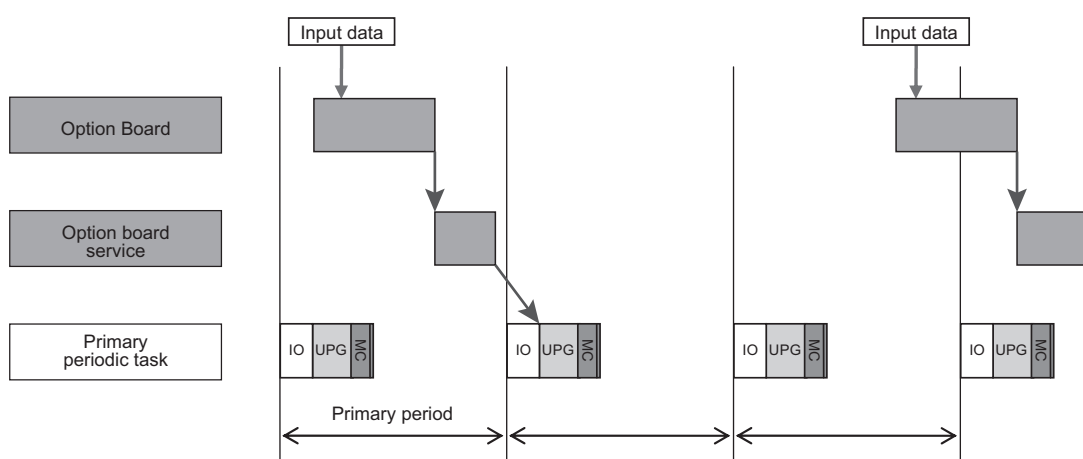 Input data
Input data
Option Board
Option board
service
Primary
periodic task
IO UPG MC
IO UPG MC
IO UPG MC
IO UPG MC
Primary period